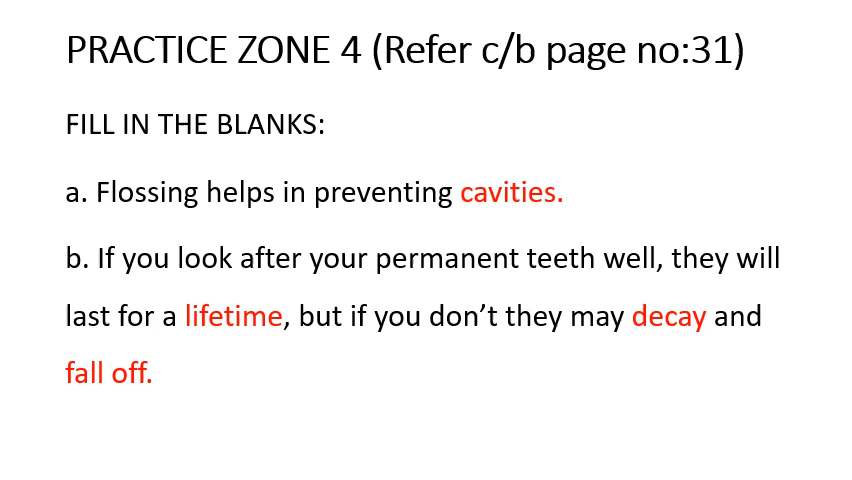 PRACTICE ZONE 4 (Refer c/b page no:31)
FILL IN THE BLANKS:
a. Flossing helps in preventing cavities.
b. If you look after your permanent teeth well, they will
last for a lifetime, but if you don’t they may decay and
fall off.